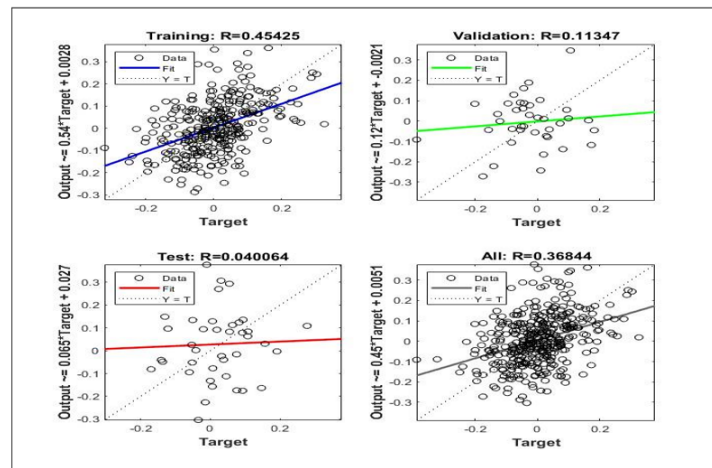 Training: R=0.45425
Output ~= 0.54*Target + 0.0028
0.3
0.2
0.1
0
-0.1
-0.2
-0.3
Data
Fit
Y = T
-0.2
0
0.2
Target
Validation: R=0.11347
Output ~= 0.12*Target + -0.0021
0.3
0.2
0.1
0
-0.1
-0.2
-0.3
Data
Fit
Y = T
-0.2
0
0.2
Target
Test: R=0.040064
Output ~= 0.065*Target + 0.027
0.3
0.2
0.1
0
-0.1
-0.2
-0.3
Data
Fit
Y = T
-0.2
0
0.2
Target
All: R=0.36844
Output ~= 0.45*Target + 0.0051
0.3
0.2
0.1
0
-0.1
-0.2
-0.3
Data
Fit
Y = T
-0.2
0
0.2
Target